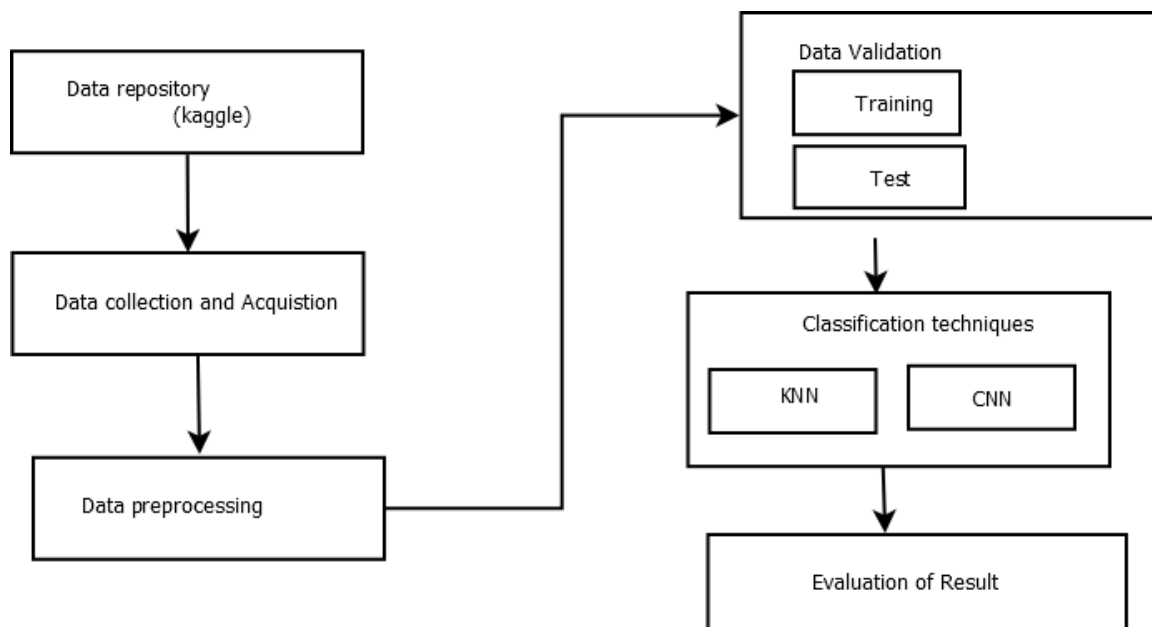 Data repository
(kaggle)
Data collection and Acquistion
Data preprocessing
Data Validation
Training
Test
Classification techniques
KNN
CNN
Evaluation of Result